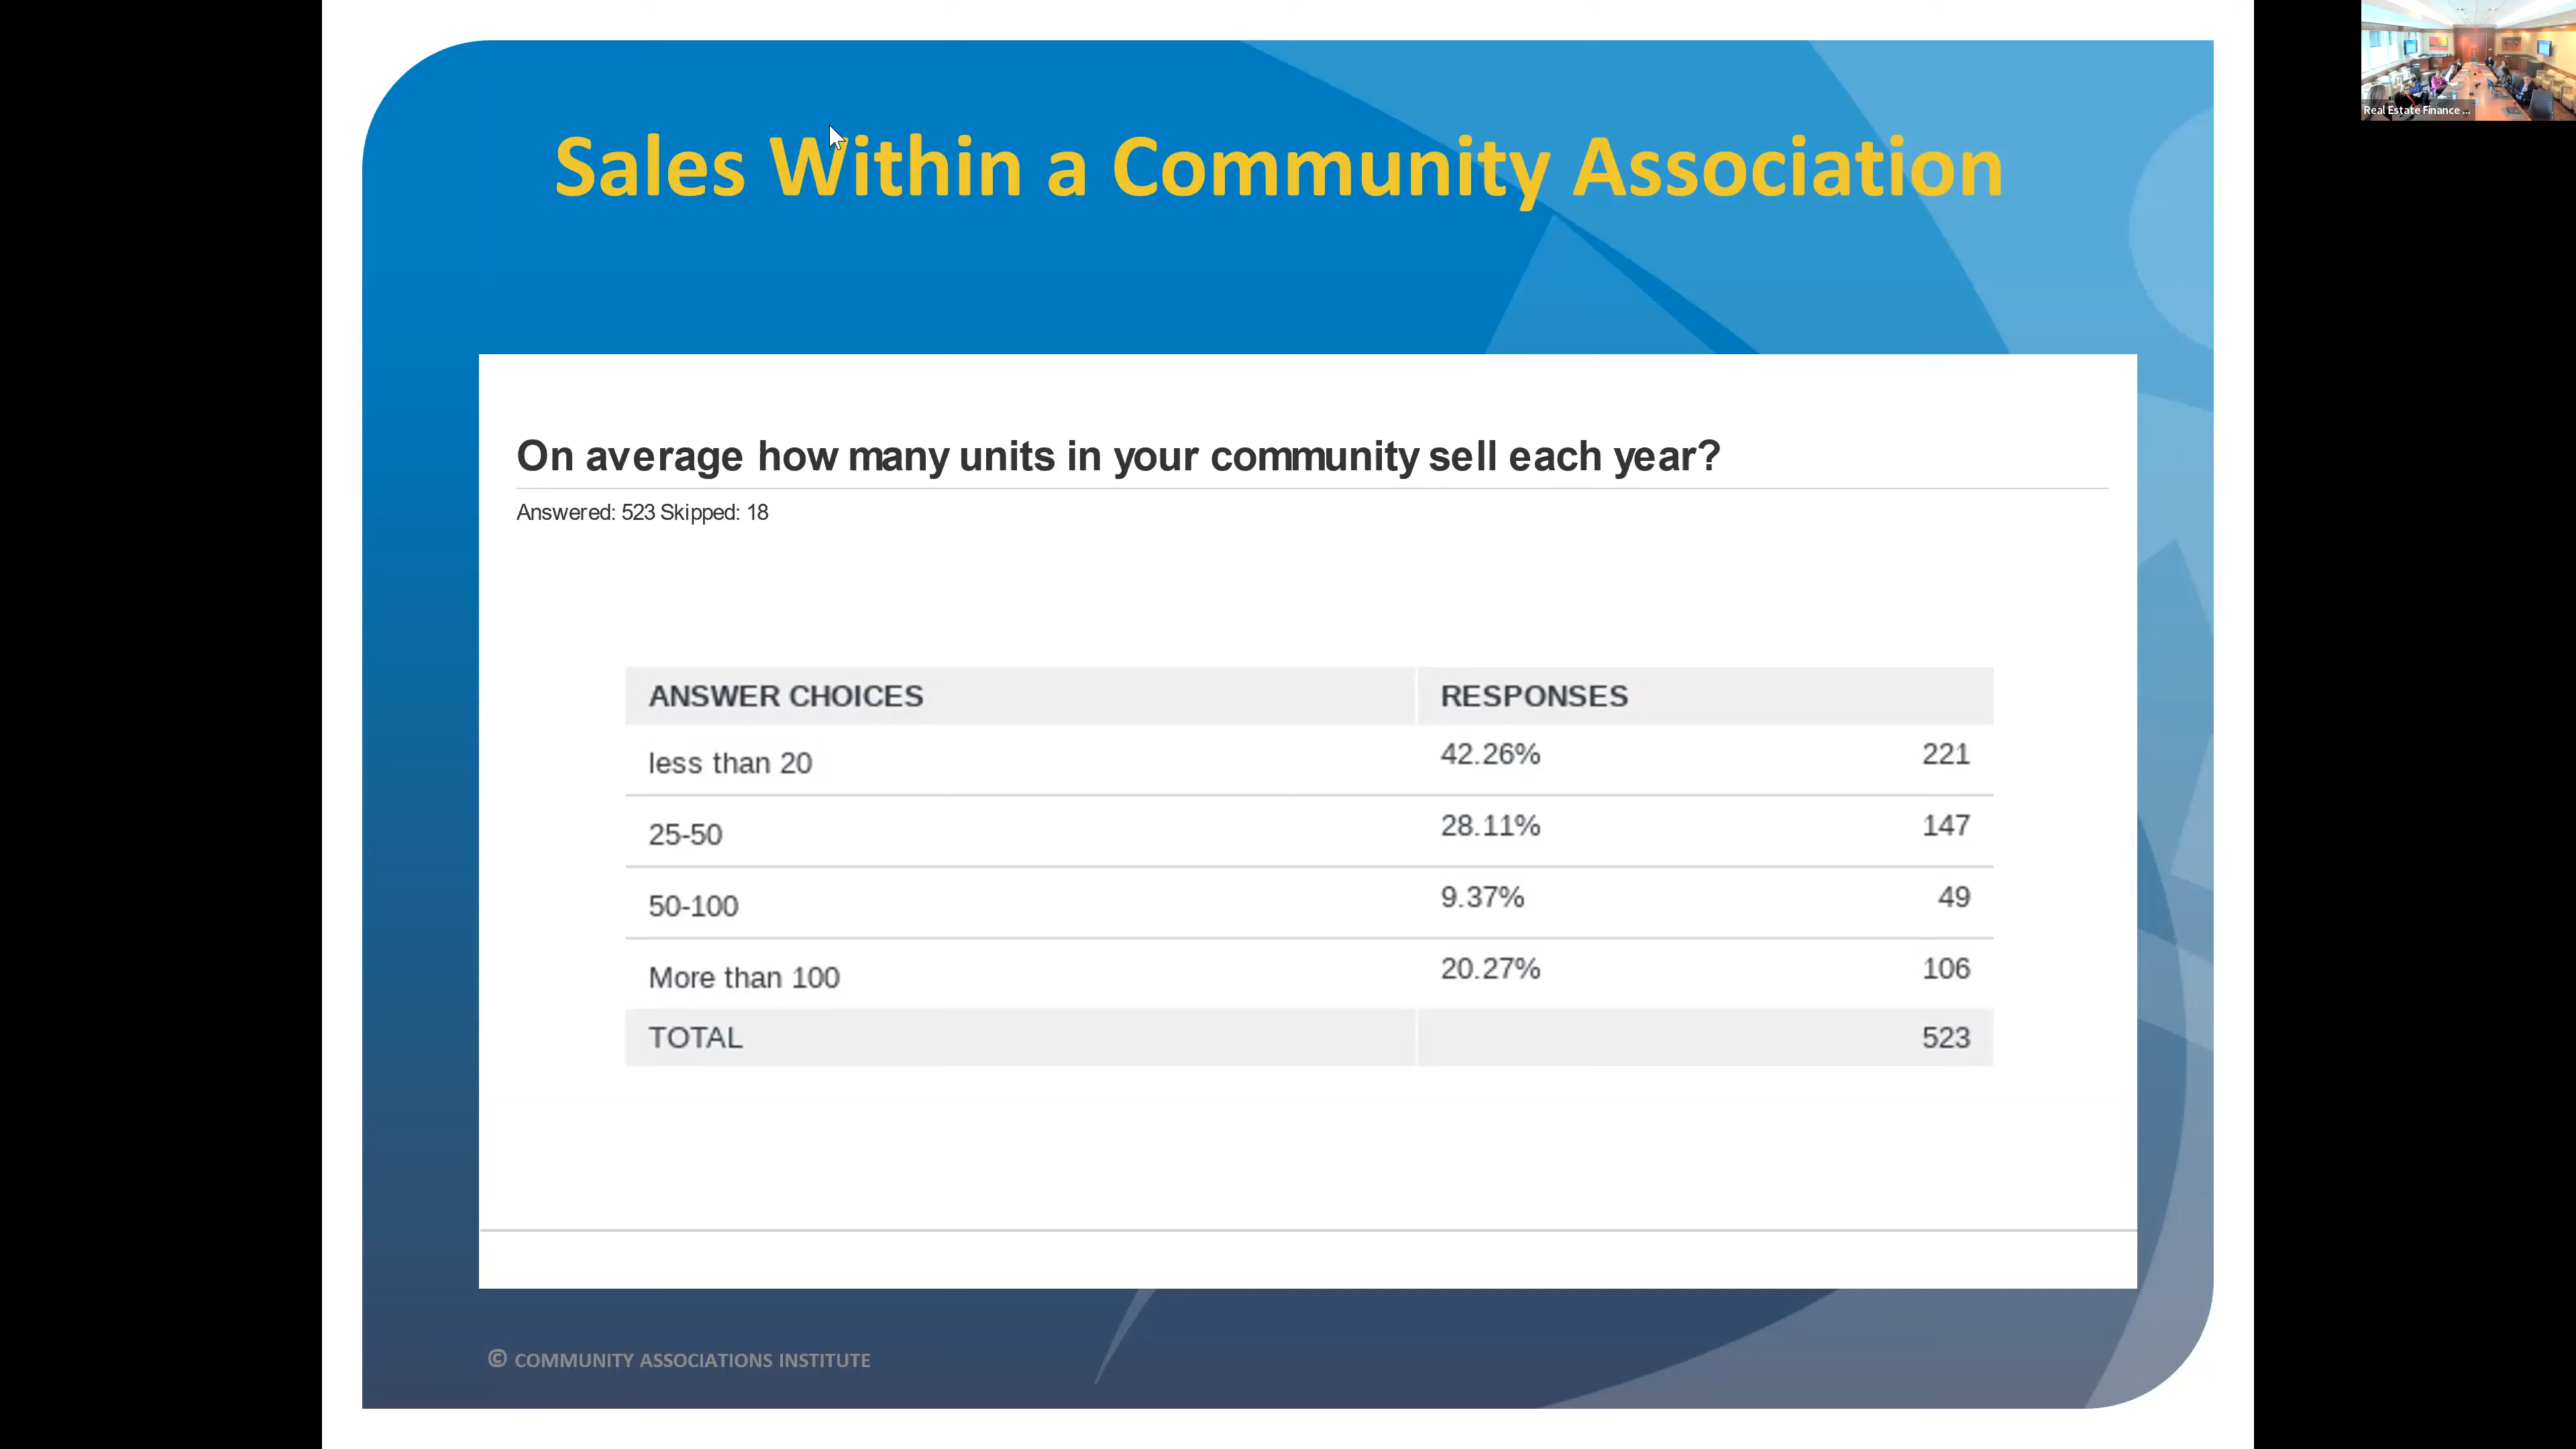 Sales Within a Community Association
Real Estate Finance ...
On average how many units in your community sell each year?
Answered: 523 Skipped: 18
ANSWER CHOICES RESPONSES
less than 20 42.26% 221
25-50 28.11% 147
50-100 9.37% 49
More than 100 20.27% 106
TOTAL 523
© COMMUNITY ASSOCIATIONS INSTITUTE